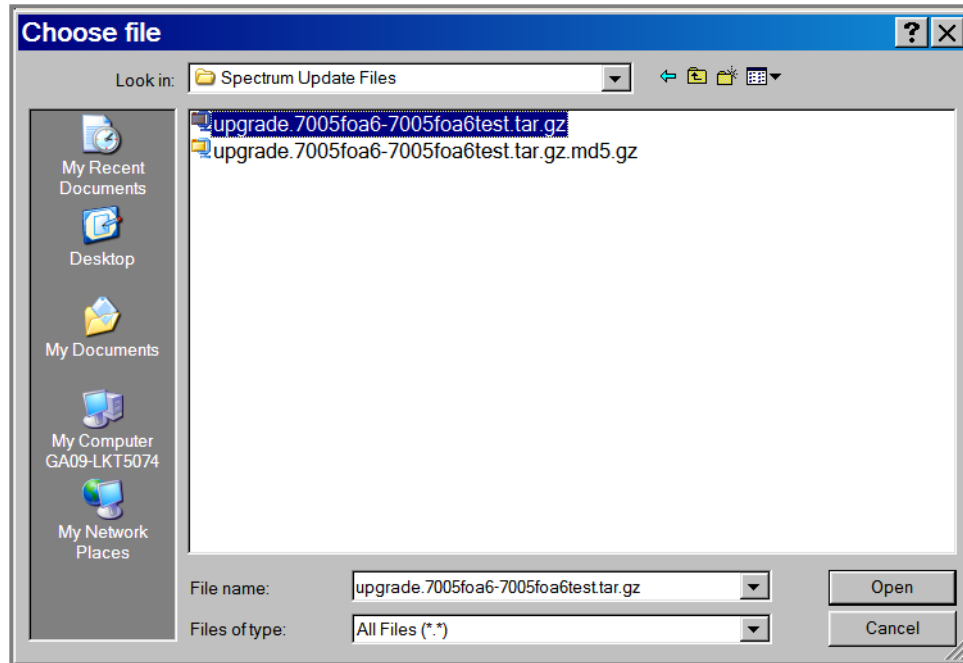 Choose file
Look in: Spectrum Update Files
upgrade.7005foa6-7005foa6test.tar.gz
upgrade.7005foa6-7005foa6test.tar.gz.md5.gz
My Recent
Documents
Desktop
My Documents
My Computer
GA09-LKT5074
My Network
Places
File name: upgrade.7005foa6-7005foa6test.tar.gz Open
Files of type: All Files (*.*) Cancel